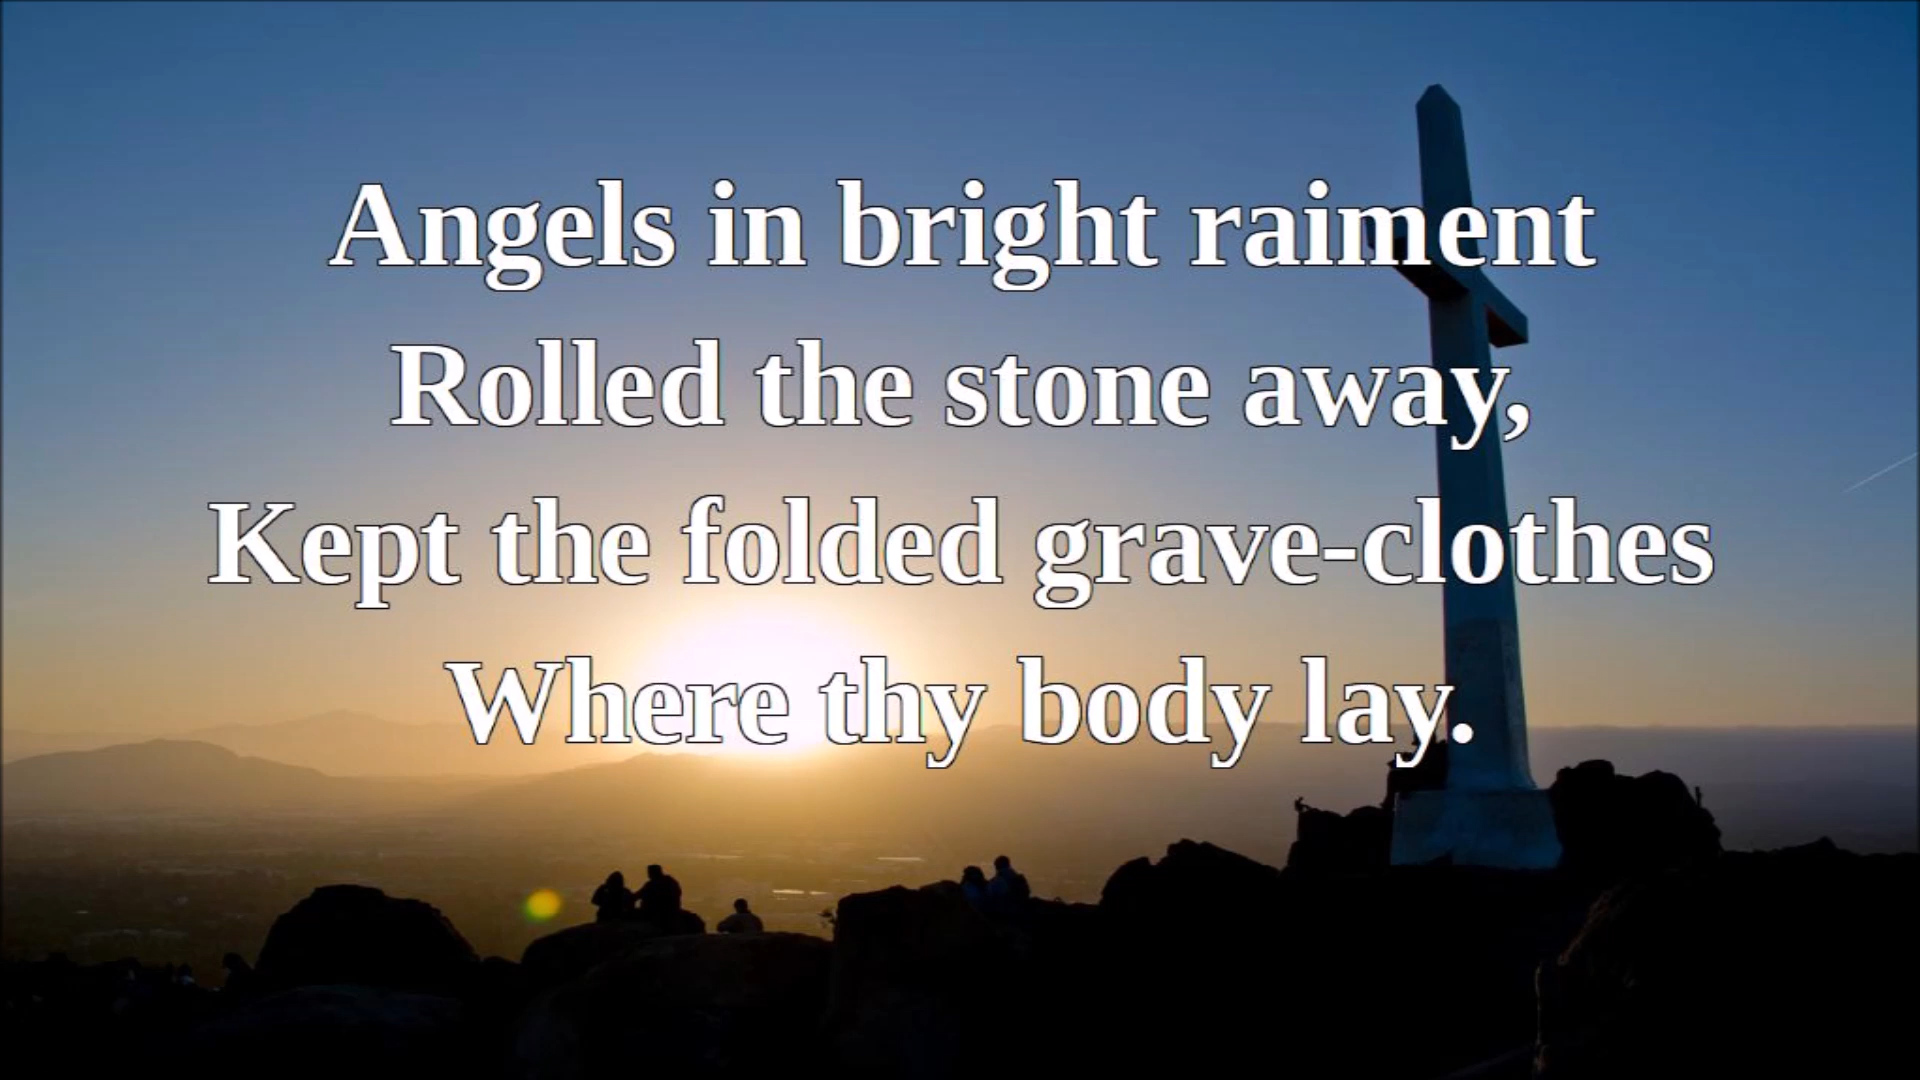 Angels in bright raiment
Rolled the stone away,
Kept the folded grave-clothes
Where thy body lay.